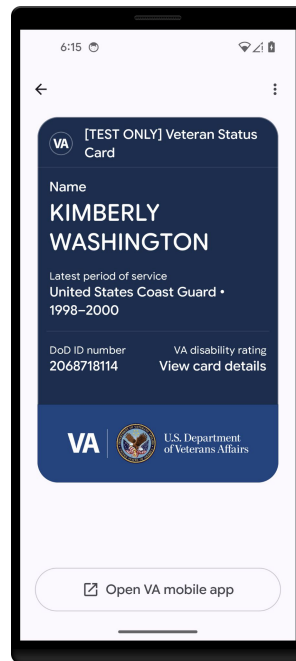 6:15
VA
[TEST ONLY] Veteran Status
Card
Name
KIMBERLY
WASHINGTON
Latest period of service
United States Coast Guard •
1998–2000
DoD ID number
VA disability rating
2068718114
View card details
VA
U.S. Department
of Veterans Affairs
Open VA mobile app